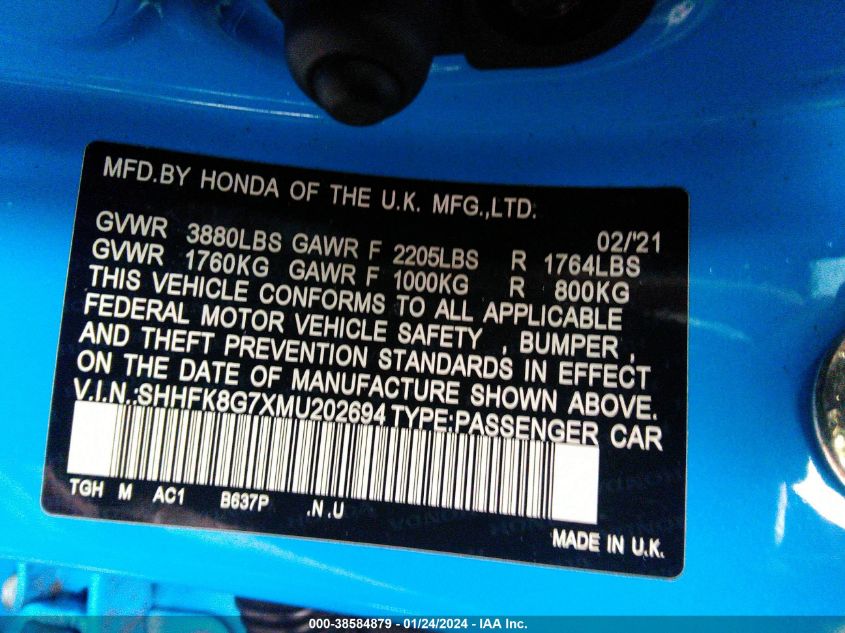 MFD.BY HONDA OF THE U.K. MFG.,LTD.
02/'21
GVWR 3880LBS GAWR F 2205LBS R 1764LBS
GVWR 1760KG GAWR F 1000KG R 800KG
THIS VEHICLE CONFORMS TO ALL APPLICABLE
FEDERAL MOTOR VEHICLE SAFETY , BUMPER ,
AND THEFT PREVENTION STANDARDS IN EFFECT
ON THE DATE OF MANUFACTURE SHOWN ABOVE.
V.I.N.:SHHFK8G7XMU202694 TYPE:PASSENGER CAR
TGH M AC1 B637P .N .U
MADE IN U.K.
000-38584879 - 01/24/2024 - IAA Inc.